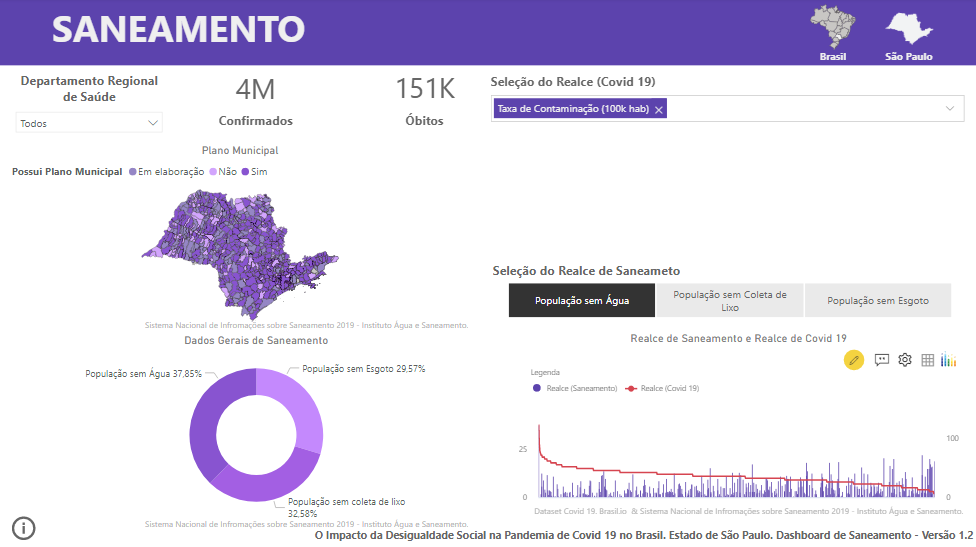 SANEAMENTO
Brasil
São Paulo
Departamento Regional
de Saúde
Todos
4M
Confirmados
151K
Óbitos
Seleção do Realce (Covid 19)
Taxa de Contaminação (100k hab)
Plano Municipal
Possui Plano Municipal Em elaboração Não Sim
Sistema Nacional de Infromações sobre Saneamento 2019 - Instituto Água e Saneamento.
Seleção do Realce de Saneameto
População sem Água
População sem Coleta de
Lixo
População sem Esgoto
Dados Gerais de Saneamento
População sem Água 37,85%
População sem Esgoto 29,57%
População sem coleta de lixo
32,58%
Sistema Nacional de Infromações sobre Saneamento 2019 - Instituto Água e Saneamento.
Realce de Saneamento e Realce de Covid 19
Legenda
Realce (Saneamento) Realce (Covid 19)
25
0
100
0
Dataset Covid 19. Brasil.io & Sistema Nacional de Infromações sobre Saneamento 2019 - Instituto Água e Saneamento.
O Impacto da Desigualdade Social na Pandemia de Covid 19 no Brasil. Estado de São Paulo. Dashboard de Saneamento - Versão 1.2